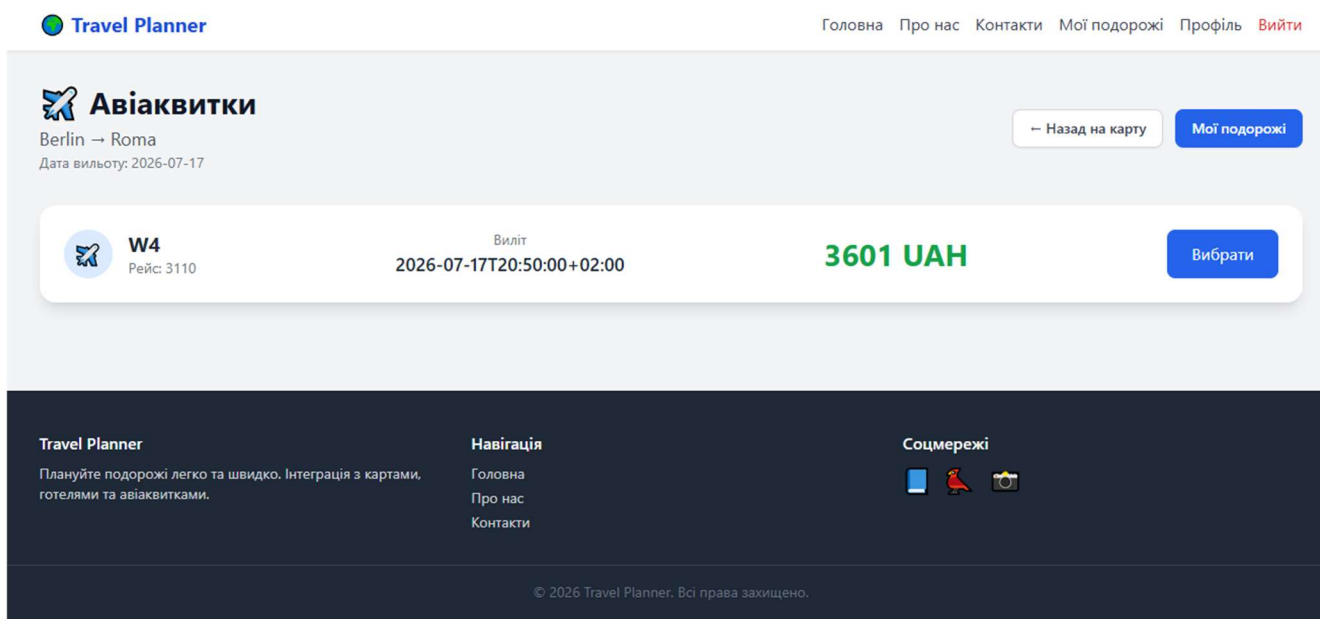 Travel Planner
Головна Про нас Контакти Мої подорожі Профіль Вийти
Авіаквитки
Berlin → Roma
Дата вильоту: 2026-07-17
← Назад на карту
Мої подорожі
W4
Рейс: 3110
Виліт
2026-07-17T20:50:00+02:00
3601 UAH
Вибрати
Travel Planner
Плануйте подорожі легко та швидко. Інтеграція з картами,
готелями та авіаквитками.
Навігація
Головна
Про нас
Контакти
Соцмережі
© 2026 Travel Planner. Всі права захищено.